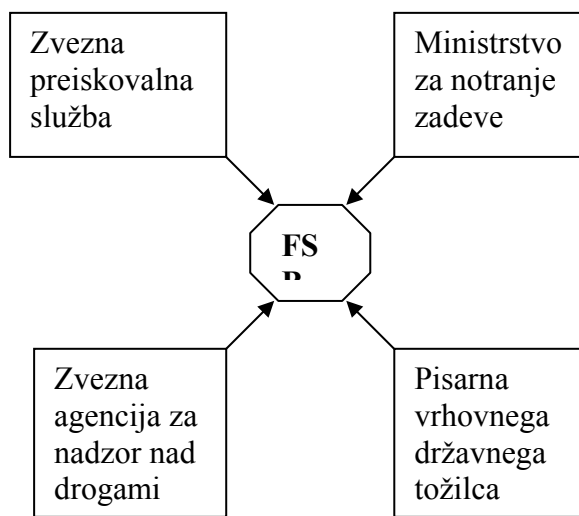 Zvezna
preiskovalna
služba
Ministrstvo
za notranje
zadeve
FS
Zvezna
agencija za
nadzor nad
drogami
Pisarna
vrhovnega
državnega
tožilca